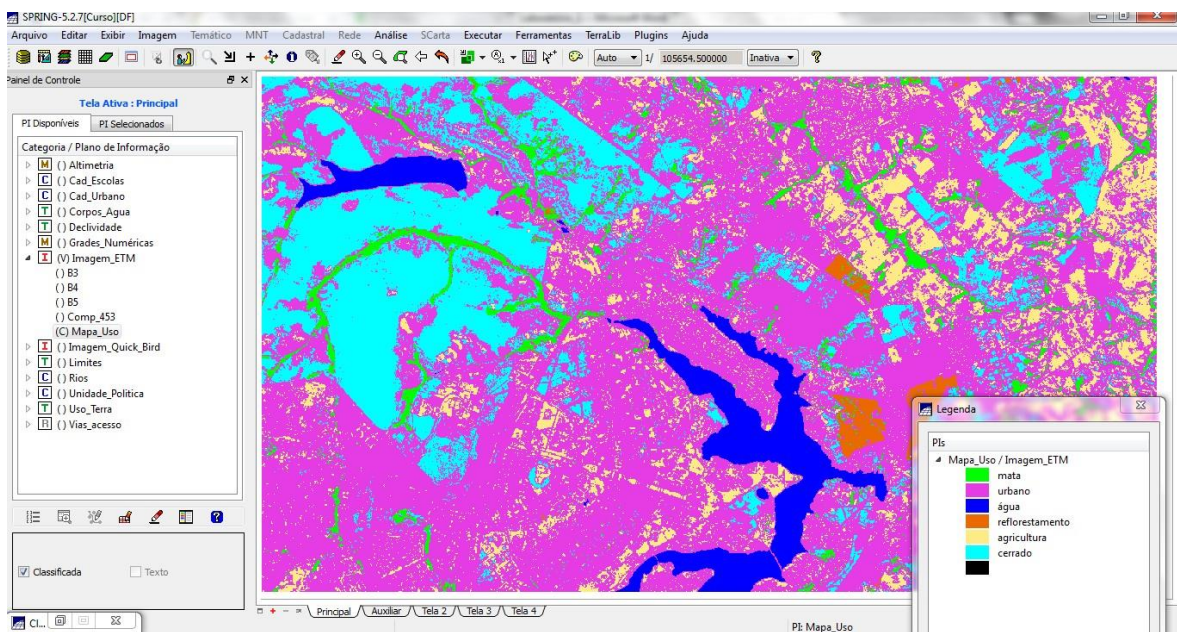 SPRING-5.2.7[Curso][DF]
Arquivo Editar Exibir Imagem Temático MNT Cadastral Rede Análise SCarta Executar Ferramentas TerraLib Plugins Ajuda
Auto 1/ 105654.500000 Inativa
Painel de Controle
Tela Ativa : Principal
PI Disponíveis PI Selecionados
Categoria / Plano de Informação
M () Altimetria
C () Cad_Escolas
C () Cad_Urbano
T () Corpos_Agua
T () Declividade
M () Grades_Numéricas
I (V) Imagem_ETM
() B3
() B4
() B5
() Comp_453
(C) Mapa_Uso
I () Imagem_Quick_Bird
T () Limites
C () Rios
C () Unidade_Politica
T () Uso_Terra
R () Vias_acesso
Classificada Texto
Legenda
PIs
Mapa_Uso / Imagem_ETM
mata
urbano
água
reflorestamento
agricultura
cerrado
Principal Auxiliar Tela 2 Tela 3 Tela 4
Cl...
PI: Mapa_Uso